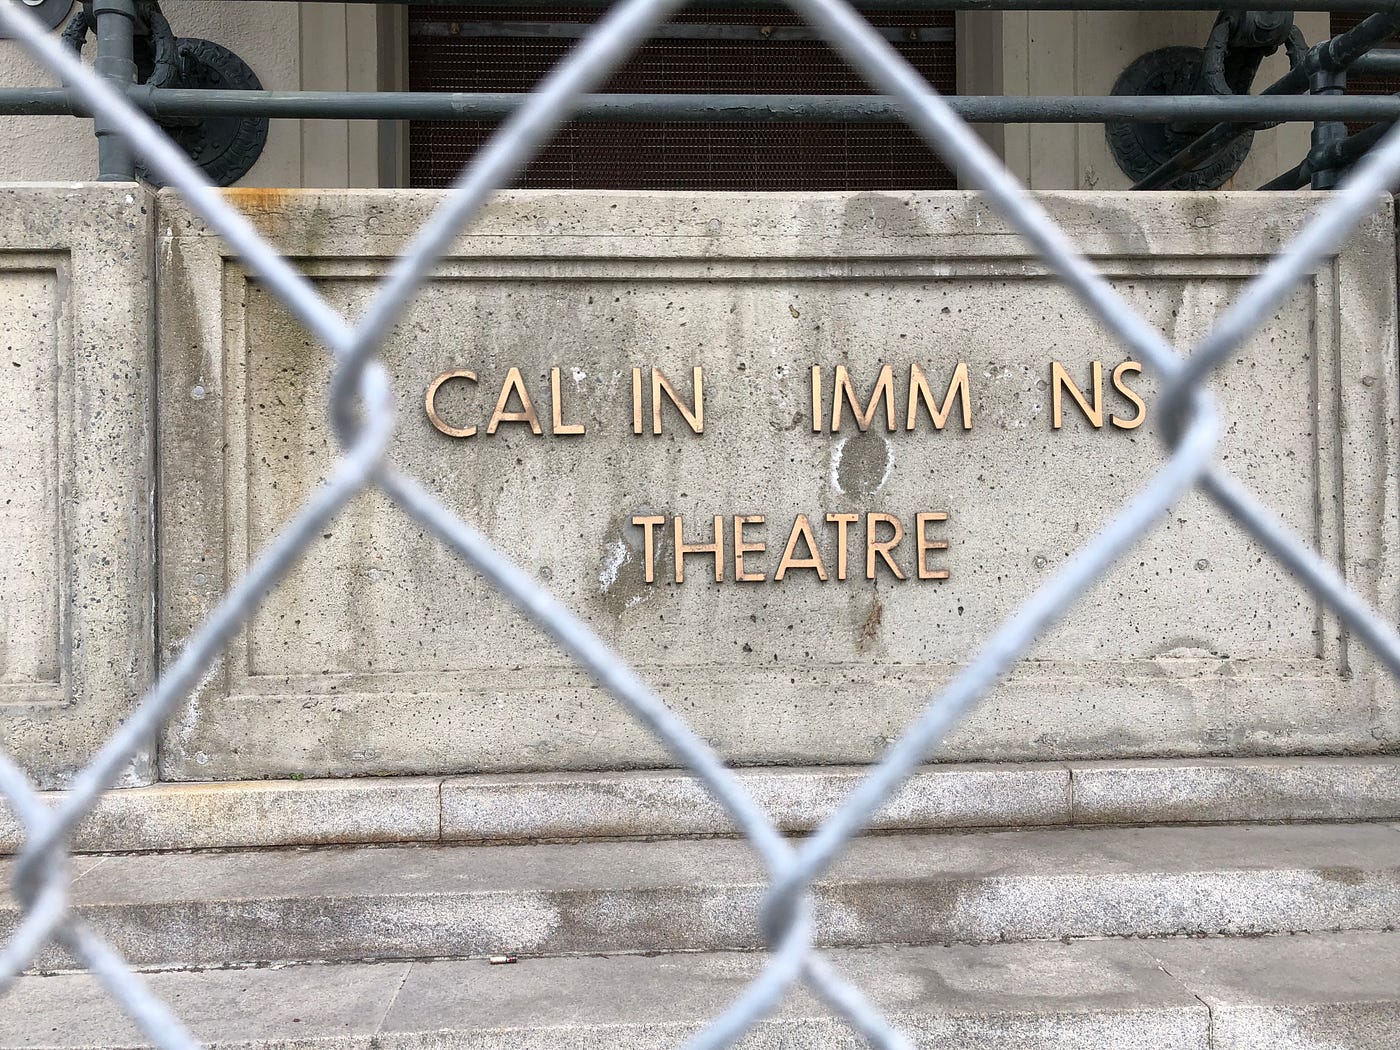 CAL IN IMM NS
THEATRE